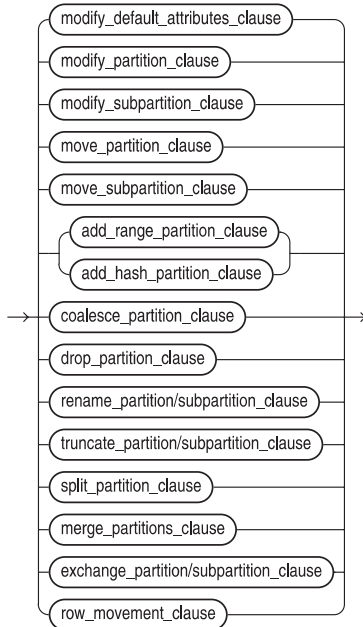 modify_default_attributes_clause
modify_partition_clause
modify_subpartition_clause
move_partition_clause
move_subpartition_clause
add_range_partition_clause
add_hash_partition_clause
coalesce_partition_clause
drop_partition_clause
rename_partition/subpartition_clause
truncate_partition/subpartition_clause
split_partition_clause
merge_partitions_clause
exchange_partition/subpartition_clause
row_movement_clause